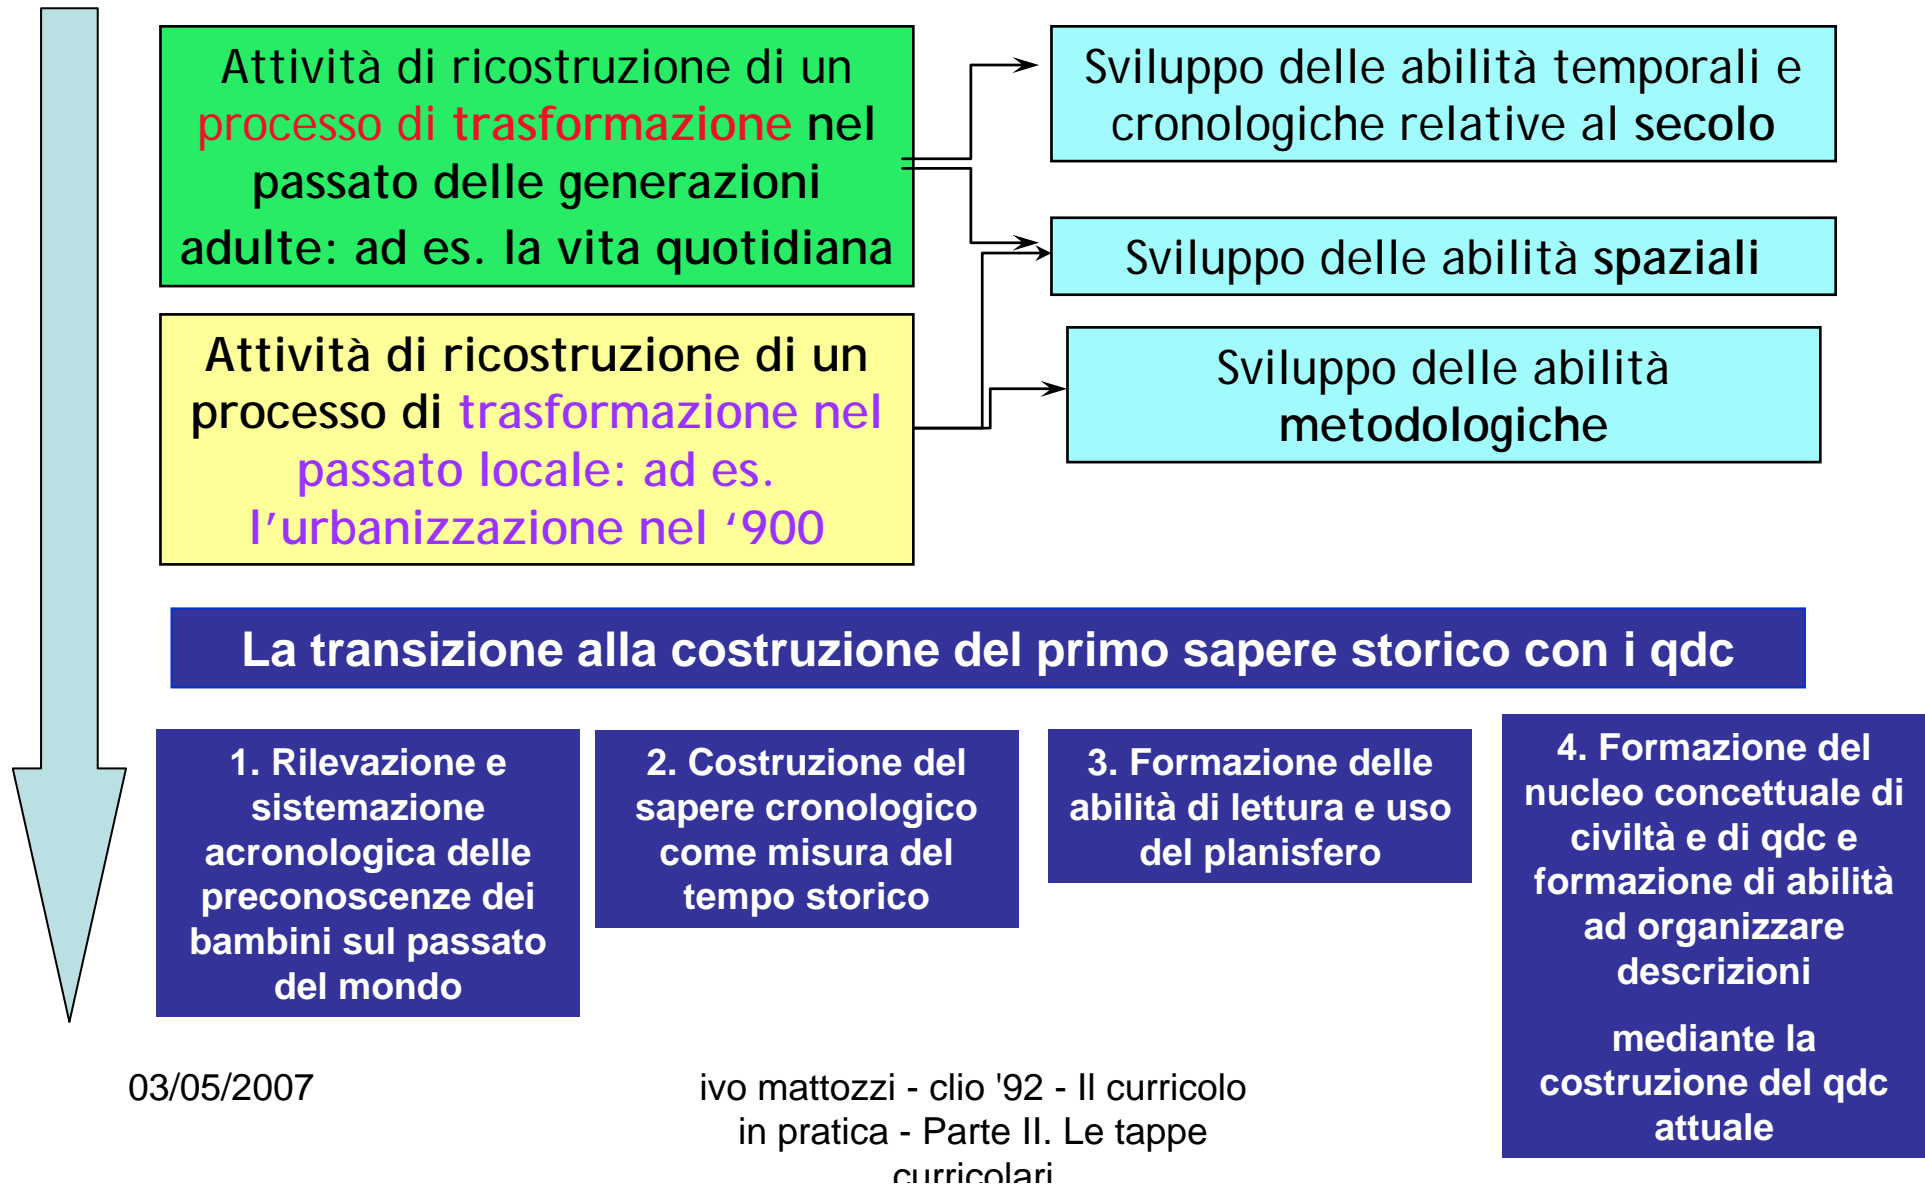 Attività di ricostruzione di un
processo di trasformazione nel
passato delle generazioni
adulte: ad es. la vita quotidiana
Sviluppo delle abilità temporali e
cronologiche relative al secolo
Sviluppo delle abilità spaziali
Attività di ricostruzione di un
processo di trasformazione nel
passato locale: ad es.
l’urbanizzazione nel ‘900
Sviluppo delle abilità
metodologiche
La transizione alla costruzione del primo sapere storico con i qdc
1. Rilevazione e
sistemazione
acronologica delle
preconoscenze dei
bambini sul passato
del mondo
2. Costruzione del
sapere cronologico
come misura del
tempo storico
3. Formazione delle
abilità di lettura e uso
del planisfero
4. Formazione del
nucleo concettuale di
civiltà e di qdc e
formazione di abilità
ad organizzare
descrizioni
mediante la
costruzione del qdc
attuale
03/05/2007
ivo mattozzi - clio '92 - Il curricolo
in pratica - Parte II. Le tappe
curricolari